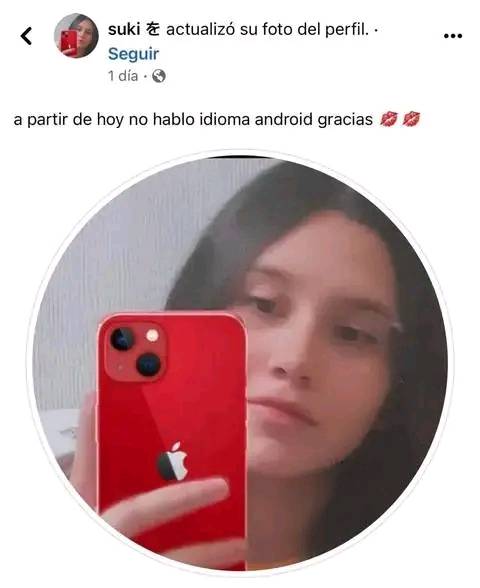 suki を actualizó su foto del perfil. ·
Seguir
1 día ·
a partir de hoy no hablo idioma android gracias 💋💋